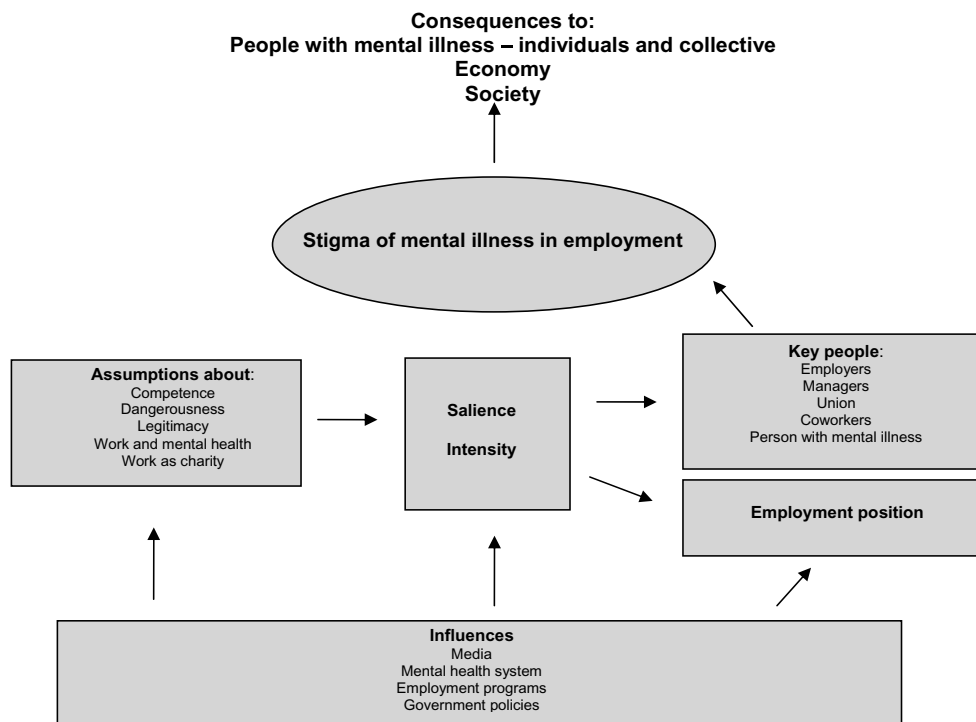 Consequences to:
People with mental illness – individuals and collective
Economy
Society
Stigma of mental illness in employment
Assumptions about:
Competence
Dangerousness
Legitimacy
Work and mental health
Work as charity
Salience
Intensity
Key people:
Employers
Managers
Union
Coworkers
Person with mental illness
Employment position
Influences
Media
Mental health system
Employment programs
Government policies